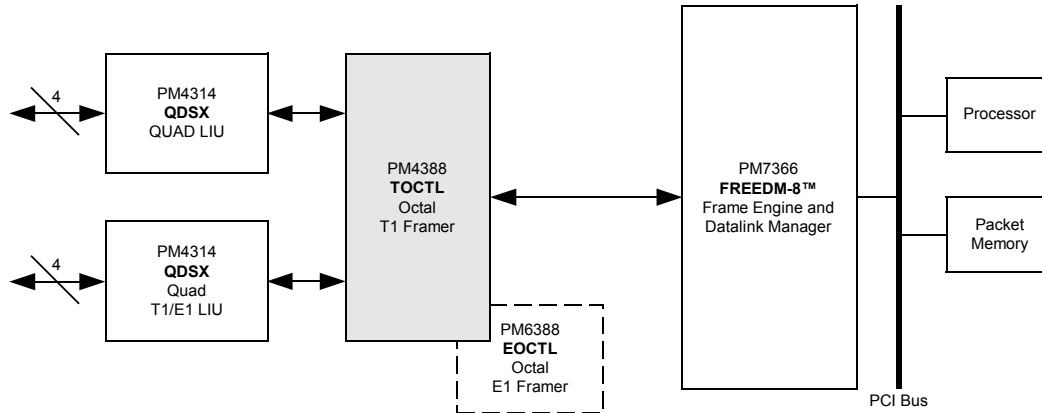 4
PM4314
QDSX
QUAD LIU
4
PM4314
QDSX
Quad
T1/E1 LIU
PM4388
TOCTL
Octal
T1 Framer
PM6388
EOCTL
Octal
E1 Framer
PM7366
FREEDM-8™
Frame Engine and
Datalink Manager
Processor
Packet
Memory
PCI Bus